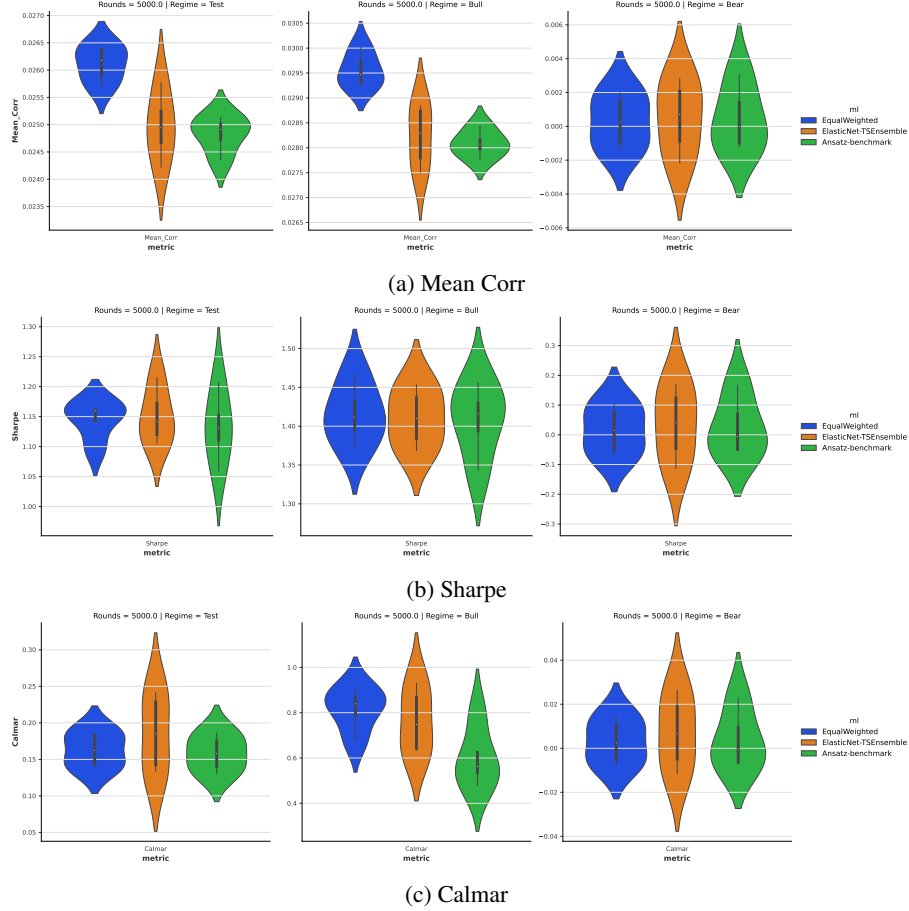 Rounds = 5000.0 | Regime = Test
Rounds = 5000.0 | Regime = Bull
Rounds = 5000.0 | Regime = Bear
0.0270
0.0265
0.0260
0.0255
0.0250
0.0245
0.0240
0.0235
Mean_Corr
Mean_Corr
metric
0.0305
0.0300
0.0295
0.0290
0.0285
0.0280
0.0275
0.0270
0.0265
Mean_Corr
metric
0.006
0.004
0.002
0.000
−0.002
−0.004
−0.006
Mean_Corr
metric
ml
EqualWeighted
ElasticNet-TSEnsemble
Ansatz-benchmark
(a) Mean Corr
Rounds = 5000.0 | Regime = Test
Rounds = 5000.0 | Regime = Bull
Rounds = 5000.0 | Regime = Bear
1.30
1.25
1.20
1.15
1.10
1.05
1.00
Sharpe
Sharpe
metric
1.50
1.45
1.40
1.35
1.30
Sharpe
metric
0.3
0.2
0.1
0.0
−0.1
−0.2
−0.3
Sharpe
metric
ml
EqualWeighted
ElasticNet-TSEnsemble
Ansatz-benchmark
(b) Sharpe
Rounds = 5000.0 | Regime = Test
Rounds = 5000.0 | Regime = Bull
Rounds = 5000.0 | Regime = Bear
0.30
0.25
0.20
0.15
0.10
0.05
Calmar
Calmar
metric
1.0
0.8
0.6
0.4
Calmar
metric
0.04
0.02
0.00
−0.02
−0.04
Calmar
metric
ml
EqualWeighted
ElasticNet-TSEnsemble
Ansatz-benchmark
(c) Calmar